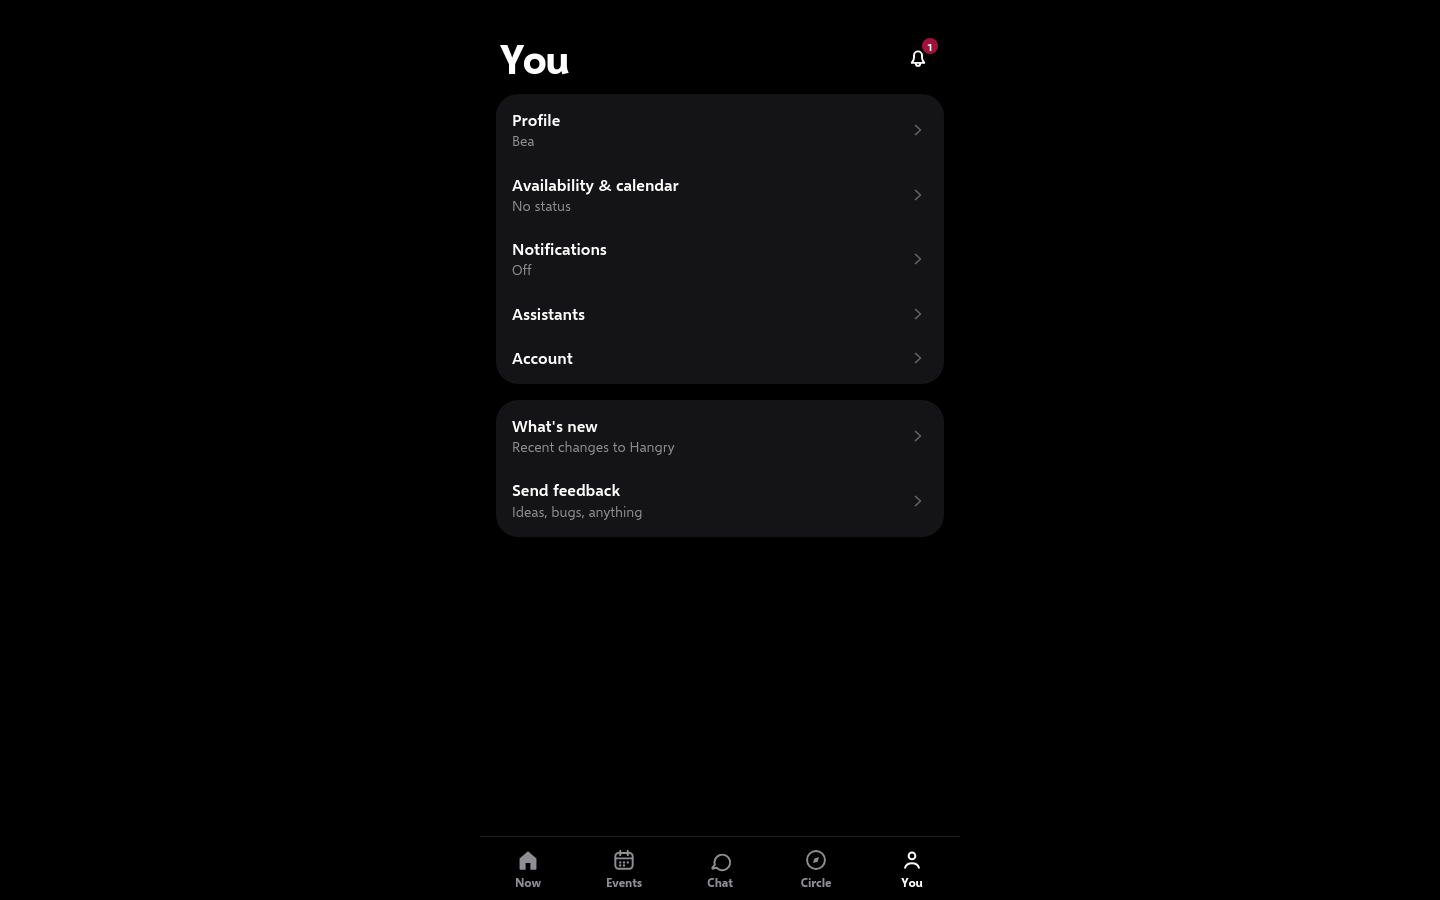 You
1
Profile
Bea
Availability & calendar
No status
Notifications
Off
Assistants
Account
What's new
Recent changes to Hangry
Send feedback
Ideas, bugs, anything
Now
Events
Chat
Circle
You